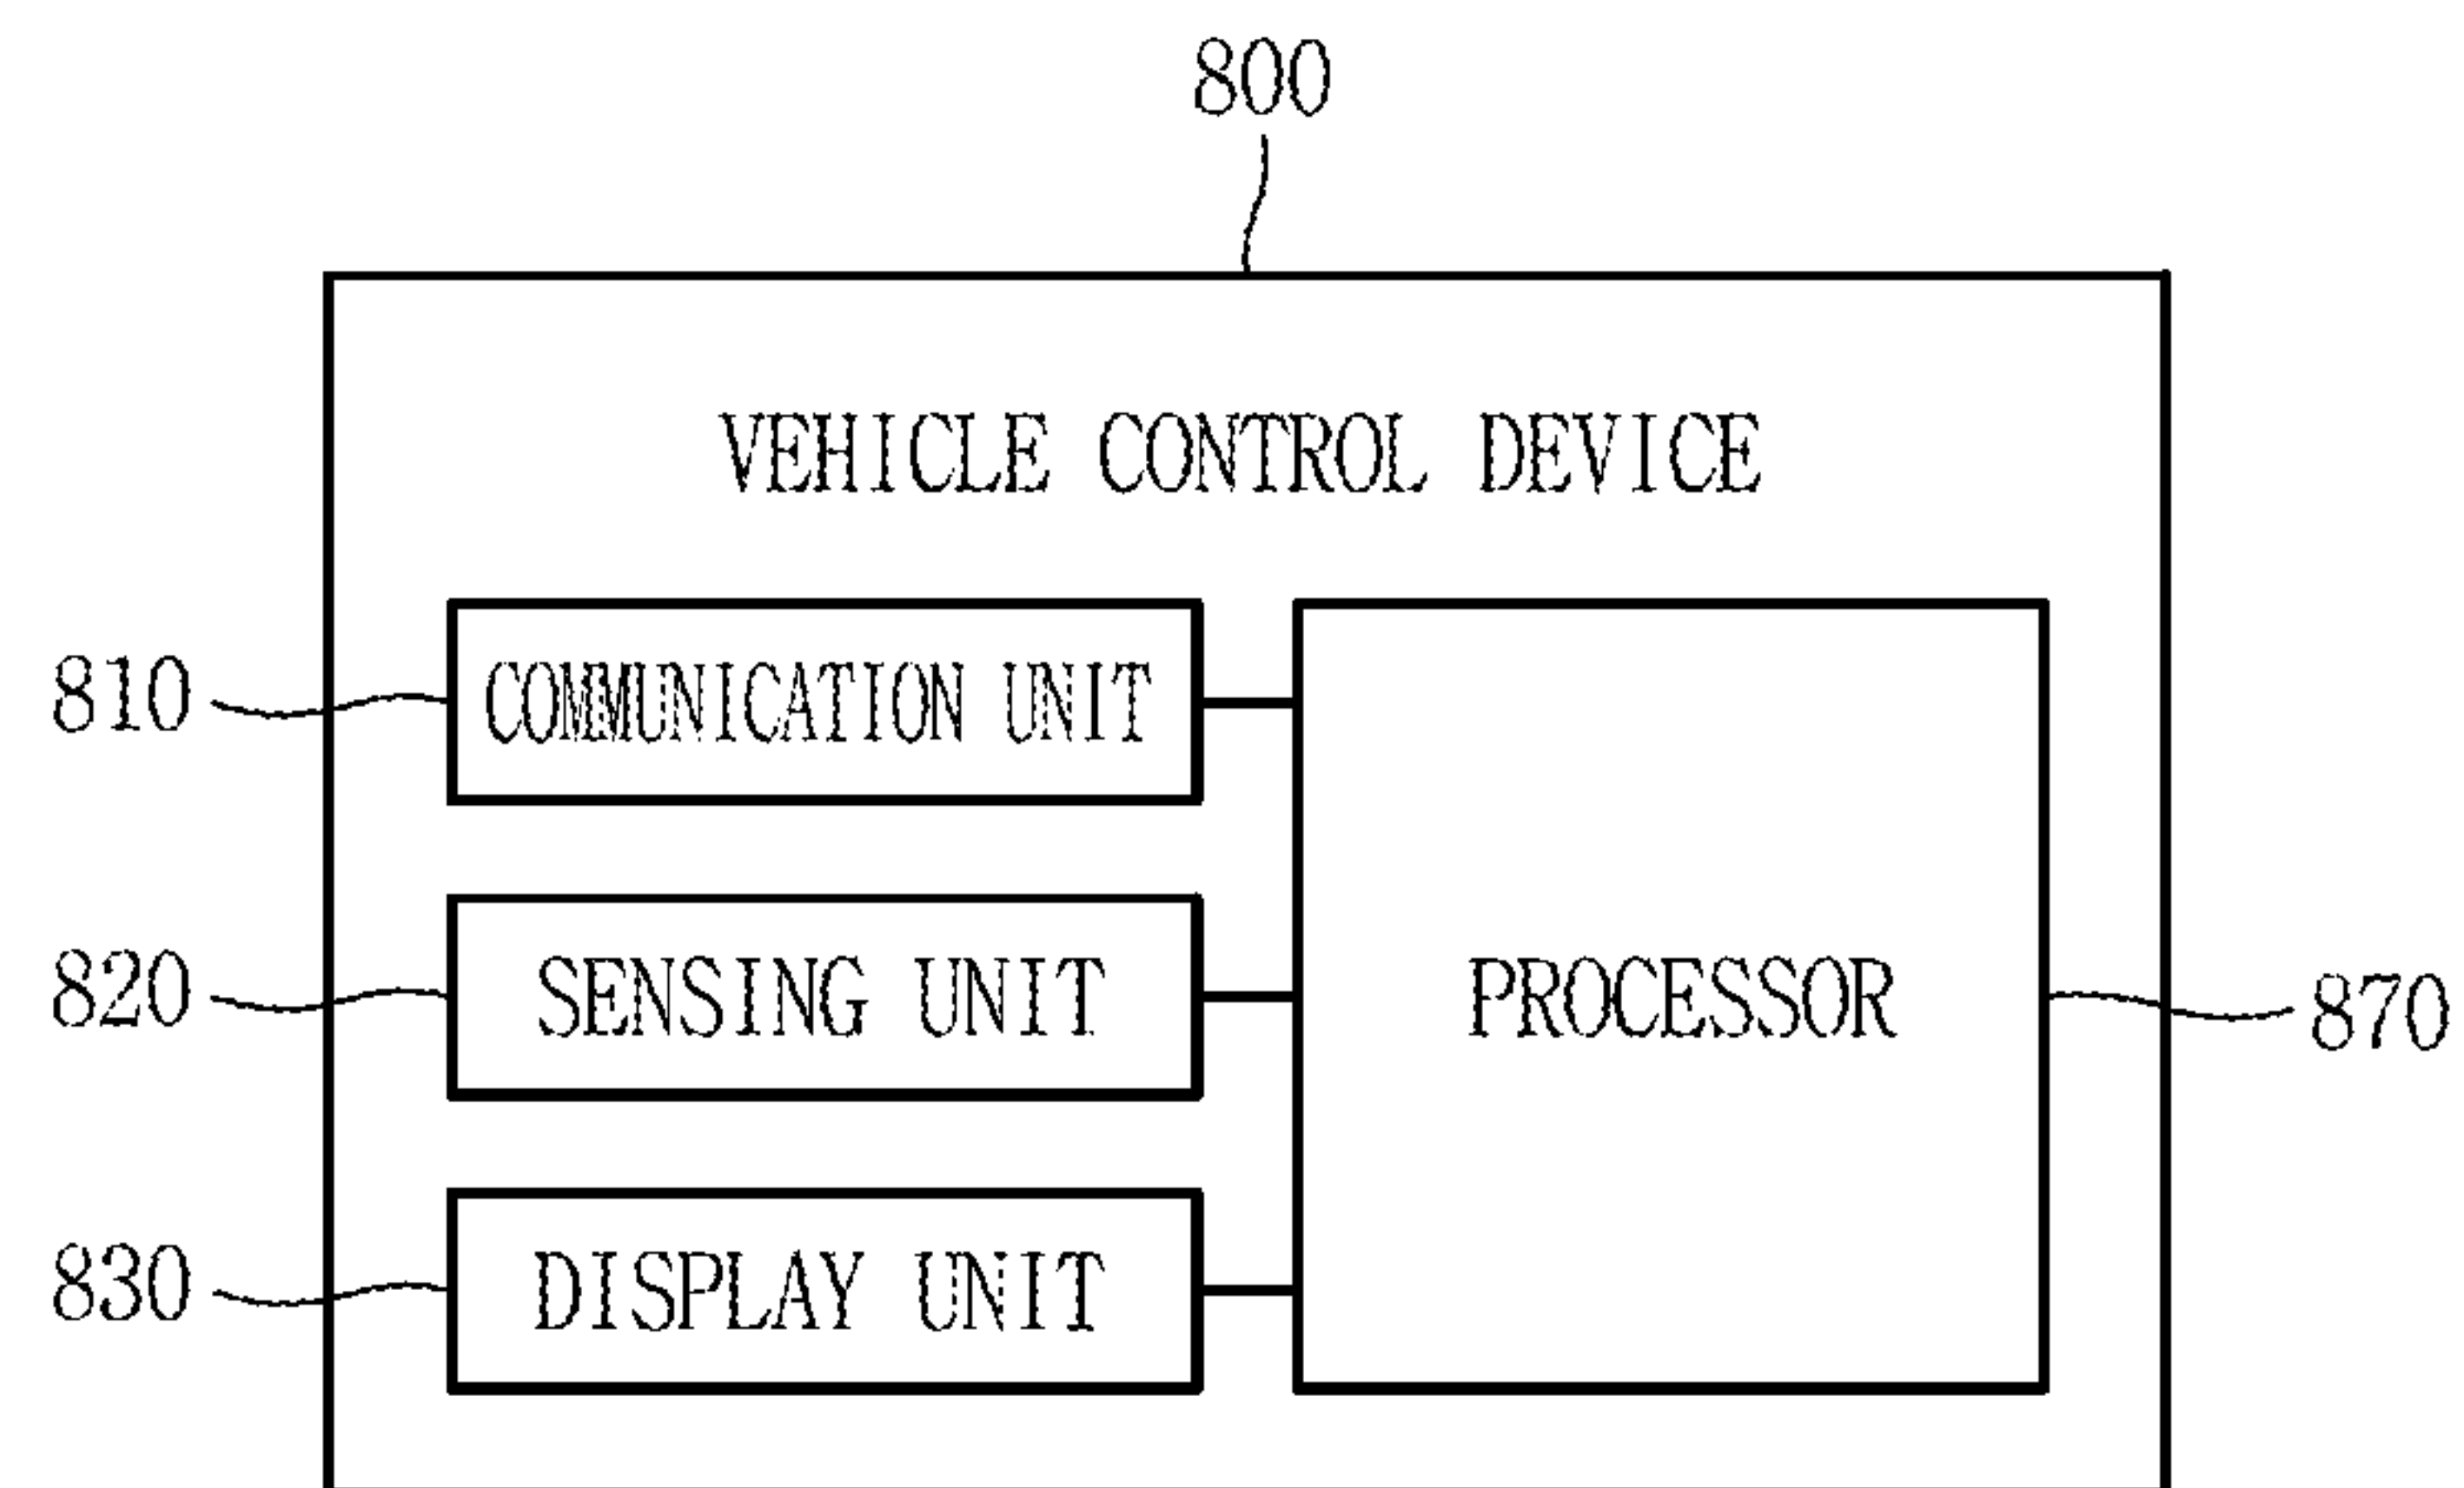 800
VEHICLE CONTROL DEVICE
810
COMMUNICATION UNIT
820
SENSING UNIT
PROCESSOR
870
830
DISPLAY UNIT